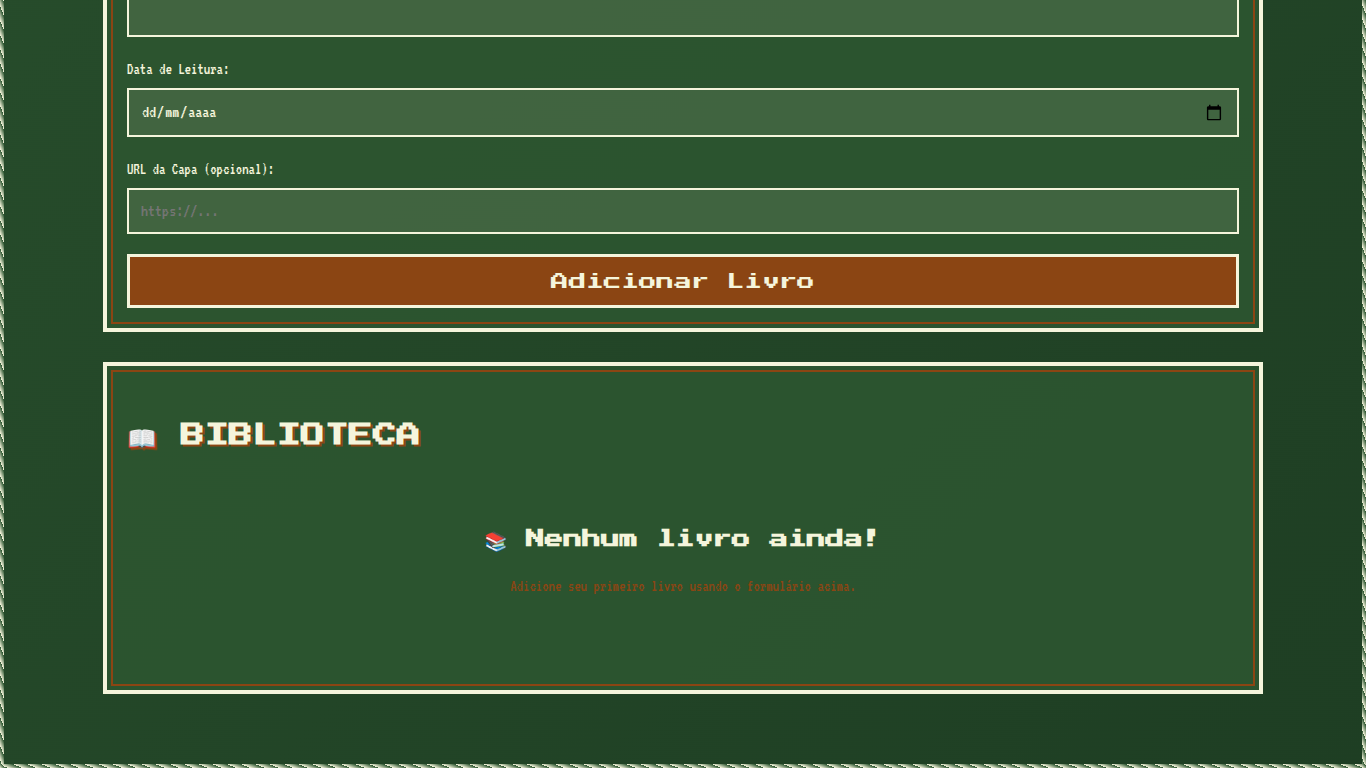 Data de Leitura:
dd/mm/aaaa
URL da Capa (opcional):
https://...
Adicionar Livro
📖 BIBLIOTECA
📚 Nenhum livro ainda!
Adicione seu primeiro livro usando o formulário acima.